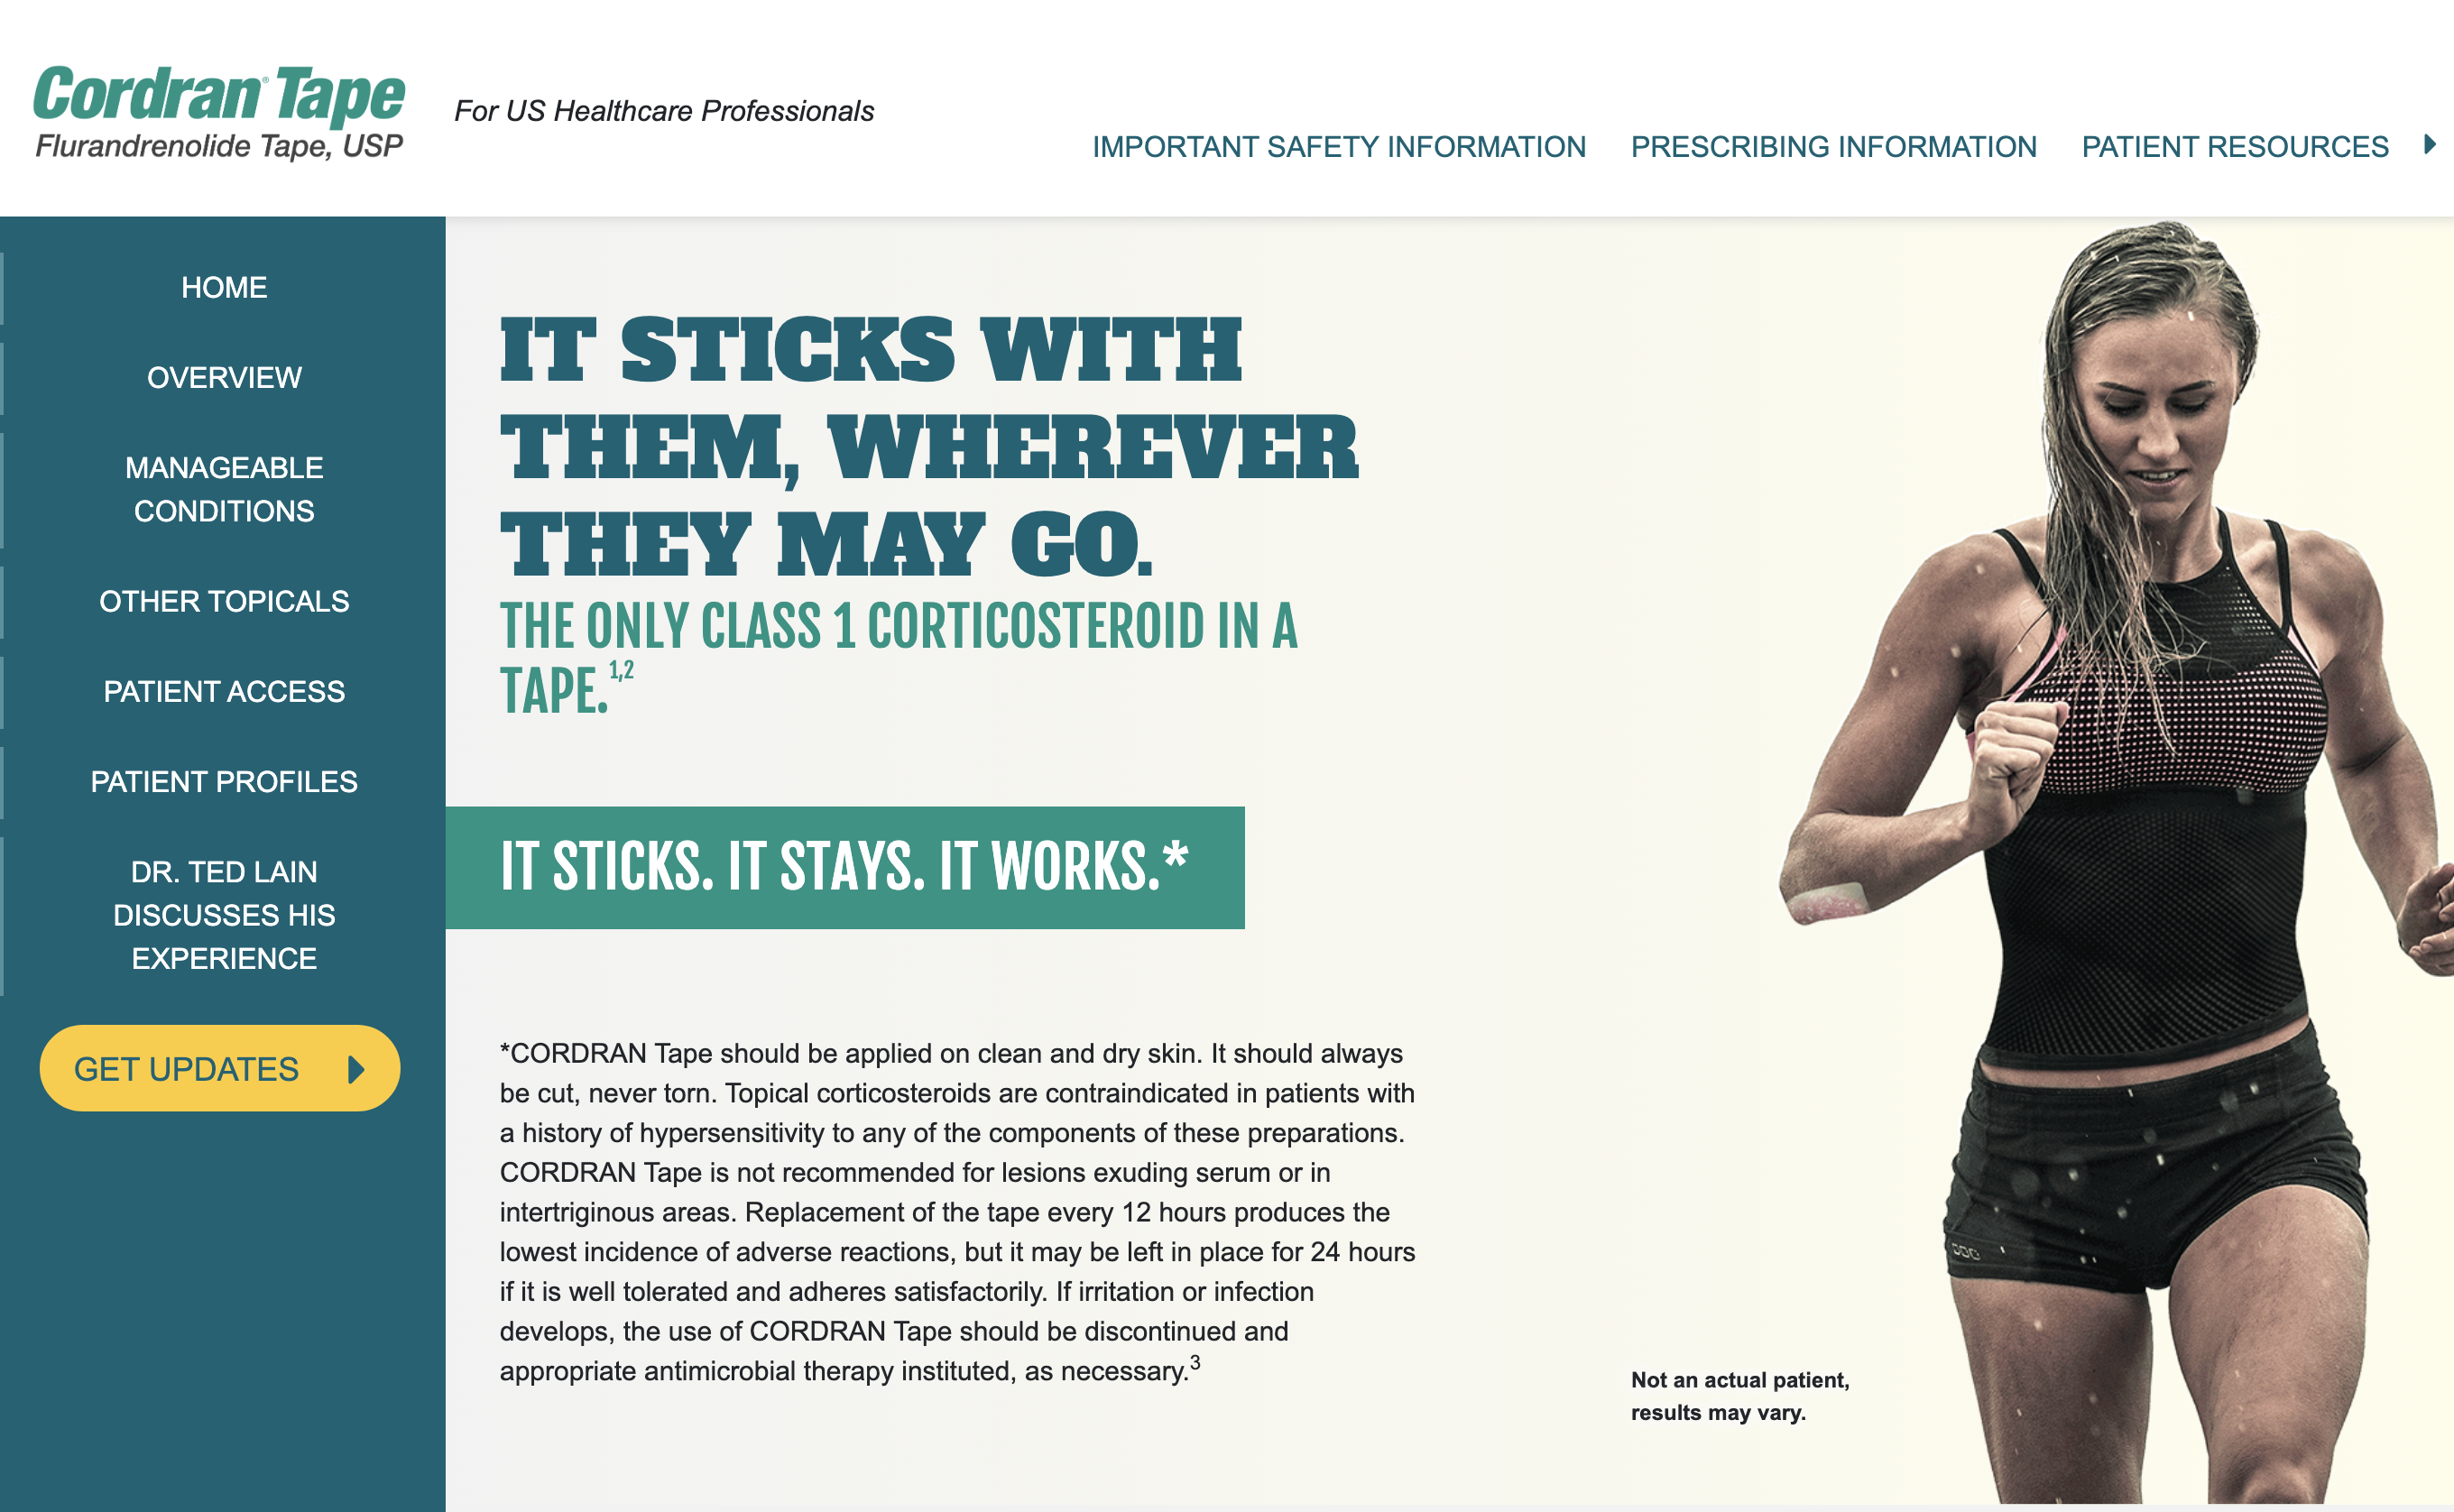 Cordran® Tape
Flurandrenolide Tape, USP
For US Healthcare Professionals
IMPORTANT SAFETY INFORMATION
PRESCRIBING INFORMATION
PATIENT RESOURCES
HOME
OVERVIEW
MANAGEABLE
CONDITIONS
OTHER TOPICALS
PATIENT ACCESS
PATIENT PROFILES
DR. TED LAIN
DISCUSSES HIS
EXPERIENCE
GET UPDATES
IT STICKS WITH
THEM, WHEREVER
THEY MAY GO.
THE ONLY CLASS 1 CORTICOSTEROID IN A
TAPE.1,2
IT STICKS. IT STAYS. IT WORKS.*
*CORDRAN Tape should be applied on clean and dry skin. It should always
be cut, never torn. Topical corticosteroids are contraindicated in patients with
a history of hypersensitivity to any of the components of these preparations.
CORDRAN Tape is not recommended for lesions exuding serum or in
intertriginous areas. Replacement of the tape every 12 hours produces the
lowest incidence of adverse reactions, but it may be left in place for 24 hours
if it is well tolerated and adheres satisfactorily. If irritation or infection
develops, the use of CORDRAN Tape should be discontinued and
appropriate antimicrobial therapy instituted, as necessary.3
Not an actual patient,
results may vary.